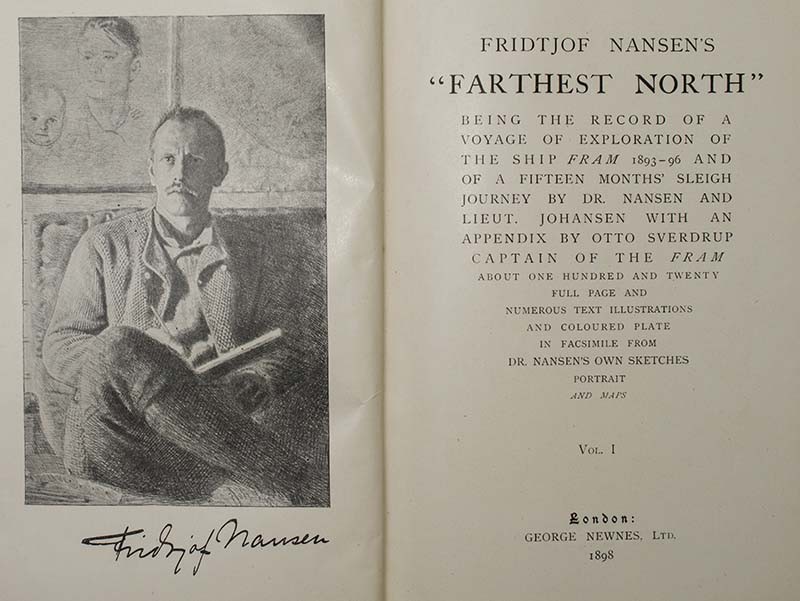 Fridtjof Nansen
FRIDTJOF NANSEN'S
"FARTHEST NORTH"
BEING THE RECORD OF A
VOYAGE OF EXPLORATION OF
THE SHIP FRAM 1893-96 AND
OF A FIFTEEN MONTHS' SLEIGH
JOURNEY BY DR. NANSEN AND
LIEUT. JOHANSEN WITH AN
APPENDIX BY OTTO SVERDRUP
CAPTAIN OF THE FRAM
ABOUT ONE HUNDRED AND TWENTY
FULL PAGE AND
NUMEROUS TEXT ILLUSTRATIONS
AND COLOURED PLATE
IN FACSIMILE FROM
DR. NANSEN'S OWN SKETCHES
PORTRAIT
AND MAPS
VOL. I
London:
GEORGE NEWNES, LTD.
1898